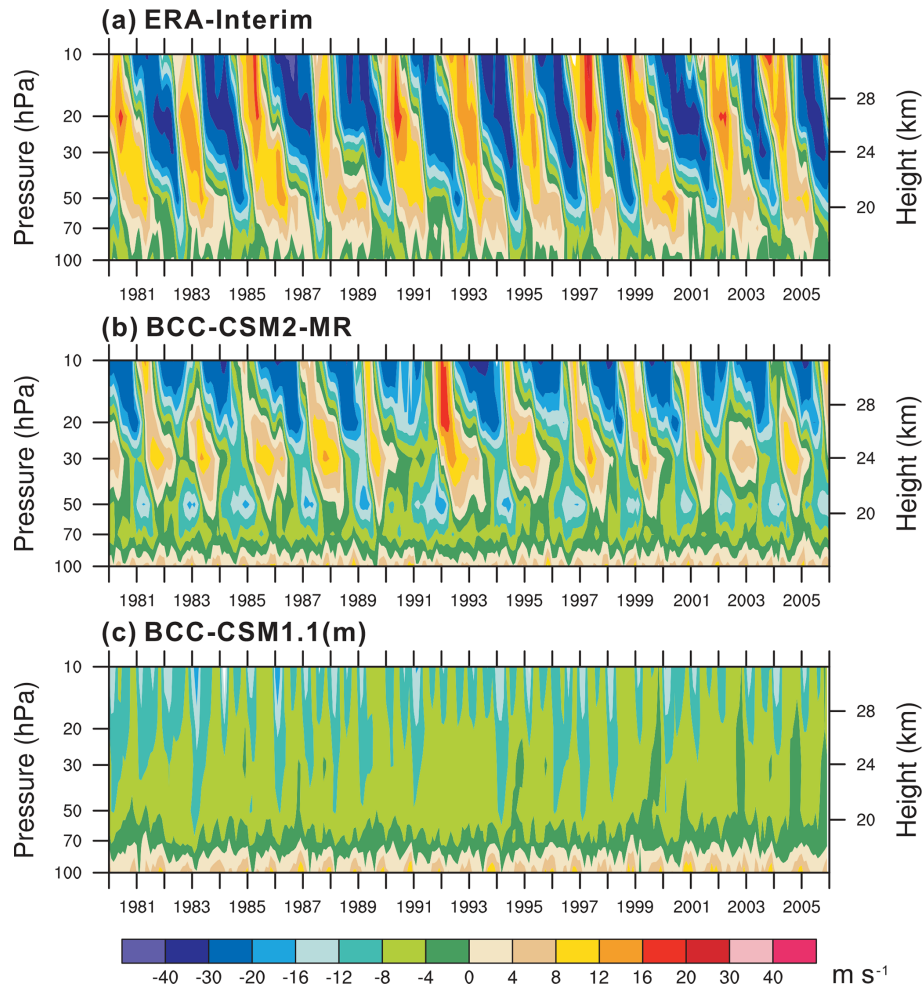 (a) ERA-Interim
Pressure (hPa)
10
20
30
50
70
100
28
24
20
Height (km)
1981 1983 1985 1987 1989 1991 1993 1995 1997 1999 2001 2003 2005
(b) BCC-CSM2-MR
Pressure (hPa)
10
20
30
50
70
100
28
24
20
Height (km)
1981 1983 1985 1987 1989 1991 1993 1995 1997 1999 2001 2003 2005
(c) BCC-CSM1.1(m)
Pressure (hPa)
10
20
30
50
70
100
28
24
20
Height (km)
1981 1983 1985 1987 1989 1991 1993 1995 1997 1999 2001 2003 2005
-40 -30 -20 -16 -12 -8 -4 0 4 8 12 16 20 30 40 m s⁻¹